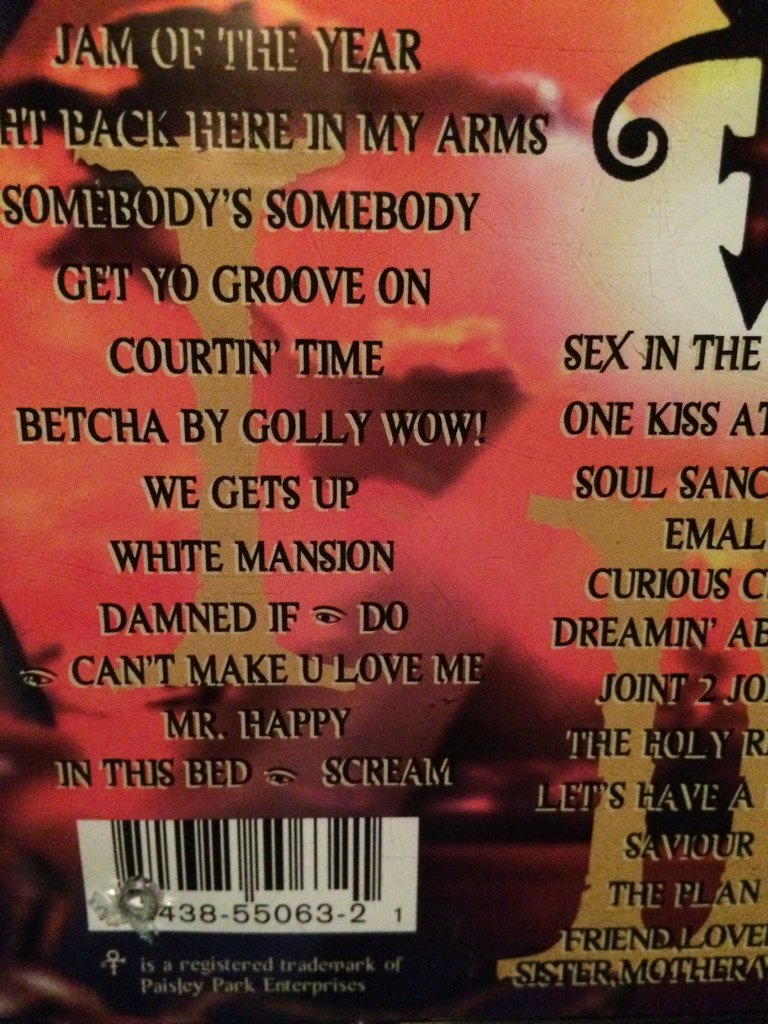 JAM OF THE YEAR
HT BACK HERE IN MY ARMS
SOMEBODY'S SOMEBODY
GET YO GROOVE ON
COURTIN' TIME
BETCHA BY GOLLY WOW!
WE GETS UP
WHITE MANSION
DAMNED IF DO
CAN'T MAKE U LOVE ME
MR. HAPPY
IN THIS BED SCREAM
SEX IN THE
ONE KISS AT
SOUL SANC
EMAL
CURIOUS C
DREAMIN' AB
JOINT 2 JO
THE HOLY R
LET'S HAVE A
SAVIOUR
THE PLAN
FRIEND,LOVE
SISTER,MOTHER/
438-55063-2 1
is a registered trademark of
Paisley Park Enterprises